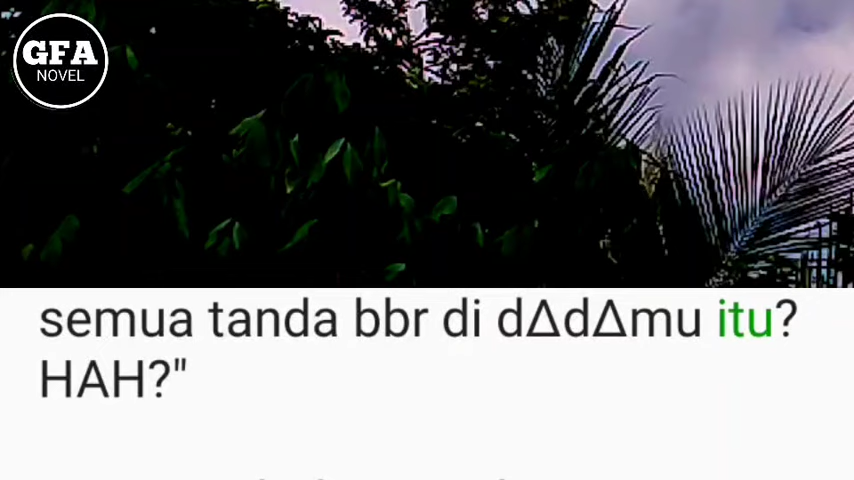 GFA
NOVEL
semua tanda bbr di dΔdΔmu itu?
HAH?"